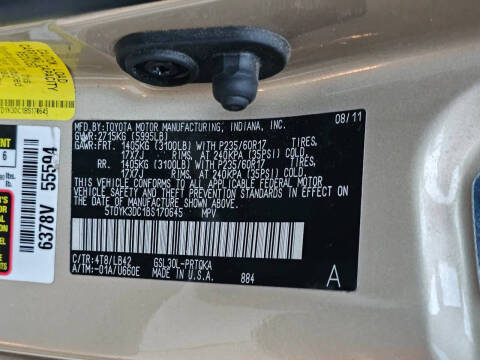 MFD. BY:TOYOTA MOTOR MANUFACTURING, INDIANA, INC. 08/11
GVWR:2715KG (5995LB)
GAWR:FRT. 1405KG (3100LB) WITH P235/60R17 TIRES,
17X7J RIMS, AT 240KPA (35PSI) COLD
RR. 1405KG (3100LB) WITH P235/60R17 TIRES,
17X7J RIMS, AT 240KPA (35PSI) COLD
THIS VEHICLE CONFORMS TO ALL APPLICABLE
FEDERAL MOTOR VEHICLE SAFETY, AND
THEFT PREVENTION STANDARDS IN EFFECT ON
THE DATE OF MANUFACTURE SHOWN ABOVE.
5TDYK3DC1BS170645 MPV
C/TR:4T8/LB42 GSL30L-PRTQKA
A/TM:-01A/U660E MADE IN U.S.A. 884 A
5TDYK3DC1BS170645
6
6378V 55594